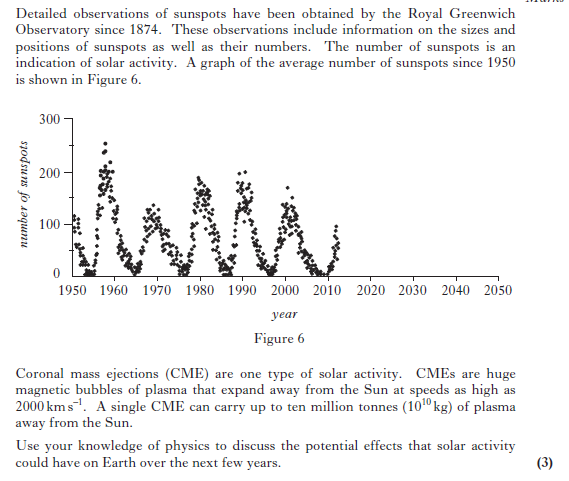 Detailed observations of sunspots have been obtained by the Royal Greenwich
Observatory since 1874. These observations include information on the sizes and
positions of sunspots as well as their numbers. The number of sunspots is an
indication of solar activity. A graph of the average number of sunspots since 1950
is shown in Figure 6.
300
200
100
0
number of sunspots
1950 1960 1970 1980 1990 2000 2010 2020 2030 2040 2050
year
Figure 6
Coronal mass ejections (CME) are one type of solar activity. CMEs are huge
magnetic bubbles of plasma that expand away from the Sun at speeds as high as
2000 km s⁻¹. A single CME can carry up to ten million tonnes (10¹⁰ kg) of plasma
away from the Sun.
Use your knowledge of physics to discuss the potential effects that solar activity
could have on Earth over the next few years. (3)